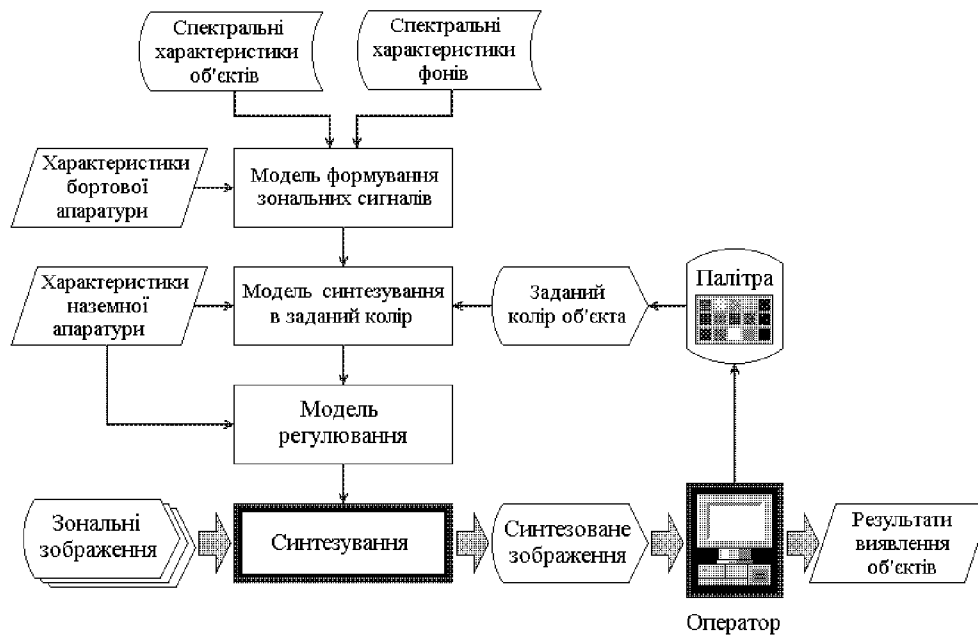 Спектральні
характеристики
об'єктів
Спектральні
характеристики
фонів
Характеристики
бортової
апаратури
Модель формування
зональних сигналів
Характеристики
наземної
апаратури
Модель синтезування
в заданий колір
Заданий
колір об'єкта
Палітра
Модель
регулювання
Зональні
зображення
Синтезування
Синтезоване
зображення
Результати
виявлення
об'єктів
Оператор